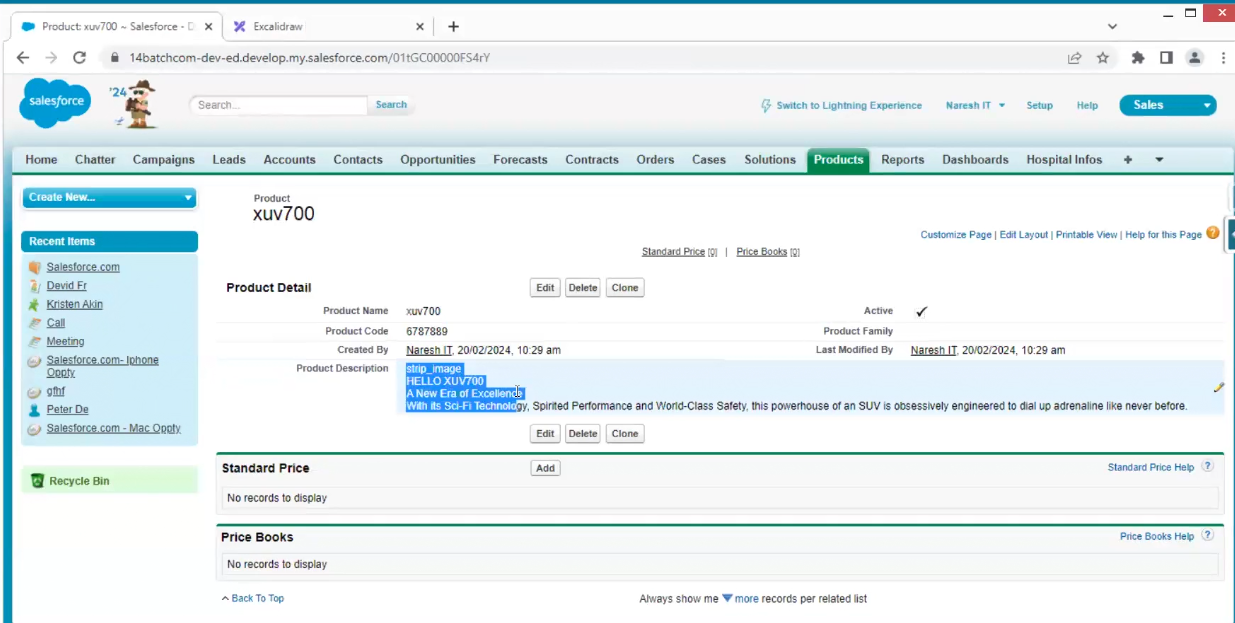 Product: xuv700 ~ Salesforce - D
Excalidraw
14batchcom-dev-ed.develop.my.salesforce.com/01tGC00000FS4rY
salesforce
'24
Search...
Search
Switch to Lightning Experience
Naresh IT
Setup
Help
Sales
Home Chatter Campaigns Leads Accounts Contacts Opportunities Forecasts Contracts Orders Cases Solutions Products Reports Dashboards Hospital Infos +
Create New...
Recent Items
Salesforce.com
Devid Fr
Kristen Akin
Call
Meeting
Salesforce.com- Iphone
Oppty
gfhf
Peter De
Salesforce.com - Mac Oppty
Recycle Bin
Product
xuv700
Customize Page | Edit Layout | Printable View | Help for this Page ?
Standard Price [0] | Price Books [0]
Product Detail
Edit Delete Clone
Product Name xuv700 Active ✓
Product Code 6787889 Product Family
Created By Naresh IT, 20/02/2024, 10:29 am Last Modified By Naresh IT, 20/02/2024, 10:29 am
Product Description strip_image
HELLO XUV700
A New Era of Excellence
With its Sci-Fi Technology, Spirited Performance and World-Class Safety, this powerhouse of an SUV is obsessively engineered to dial up adrenaline like never before.
Edit Delete Clone
Standard Price Add Standard Price Help ?
No records to display
Price Books Price Books Help ?
No records to display
Back To Top
Always show me more records per related list